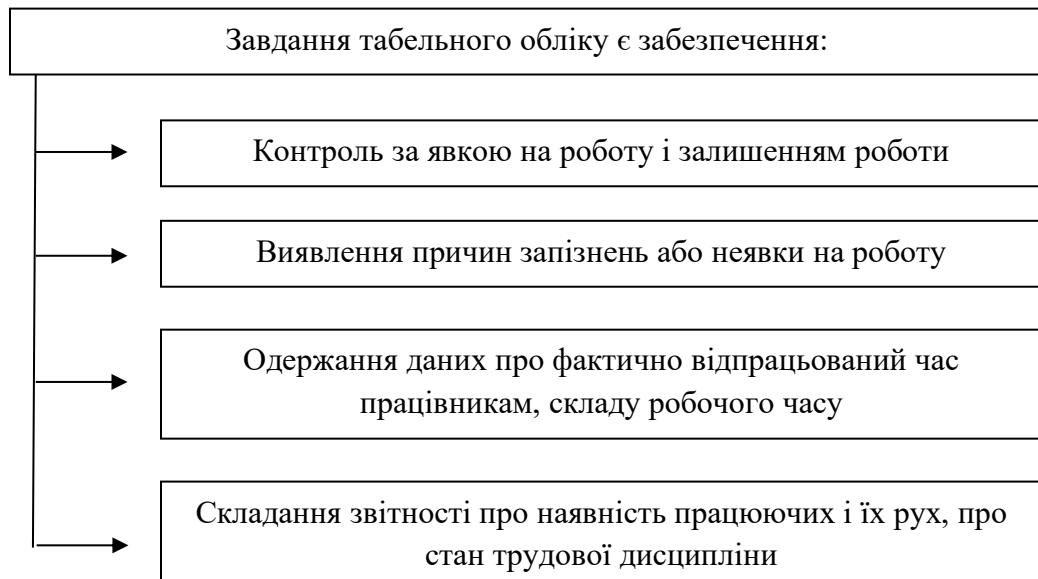 Завдання табельного обліку є забезпечення:
Контроль за явкою на роботу і залишенням роботи
Виявлення причин запізнень або неявки на роботу
Одержання даних про фактично відпрацьований час
працівникам, складу робочого часу
Складання звітності про наявність працюючих і їх рух, про
стан трудової дисципліни